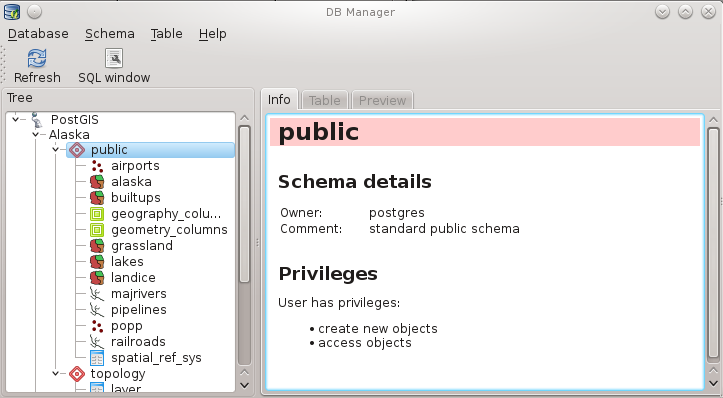 DB Manager
Database Schema Table Help
Refresh SQL window
Tree
PostGIS
Alaska
public
airports
alaska
builtups
geography_colu...
geometry_columns
grassland
lakes
landice
majrivers
pipelines
popp
railroads
spatial_ref_sys
topology
layer
Info Table Preview
public
Schema details
Owner: postgres
Comment: standard public schema
Privileges
User has privileges:
• create new objects
• access objects